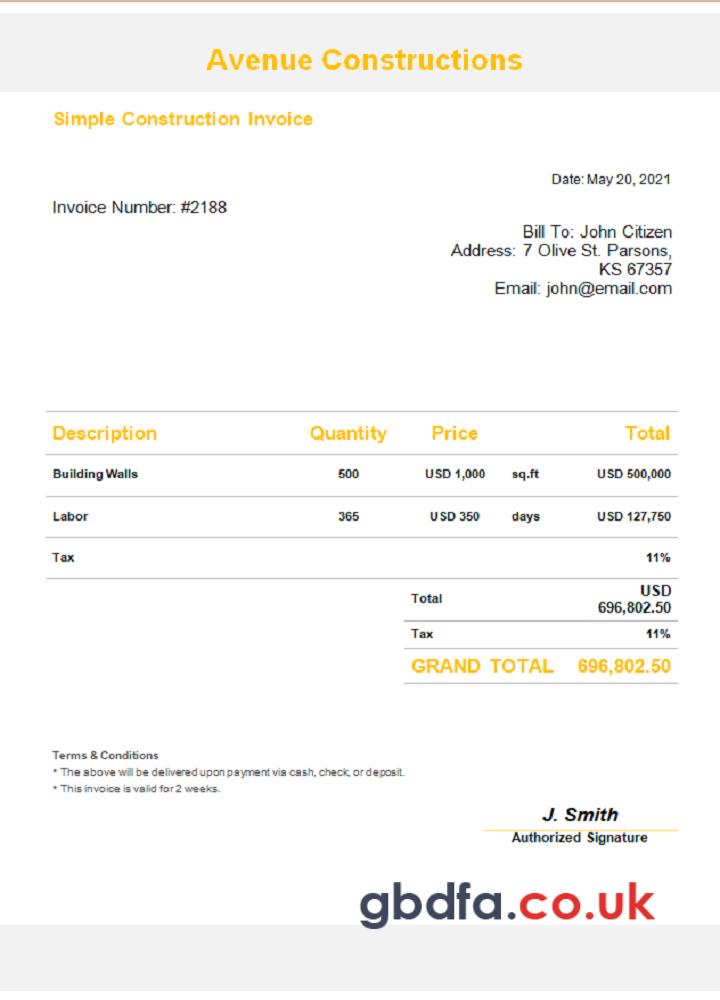 Avenue Constructions
Simple Construction Invoice
Date: May 20, 2021
Invoice Number: #2188
Bill To: John Citizen
Address: 7 Olive St. Parsons,
KS 67357
Email: john@email.com
Description Quantity Price Total
Building Walls 500 USD 1,000 sq.ft USD 500,000
Labor 365 USD 350 days USD 127,750
Tax 11%
Total USD
696,802.50
Tax 11%
GRAND TOTAL 696,802.50
Terms & Conditions
* The above will be delivered upon payment via cash, check, or deposit.
* This invoice is valid for 2 weeks.
J. Smith
Authorized Signature
gbdfa.co.uk